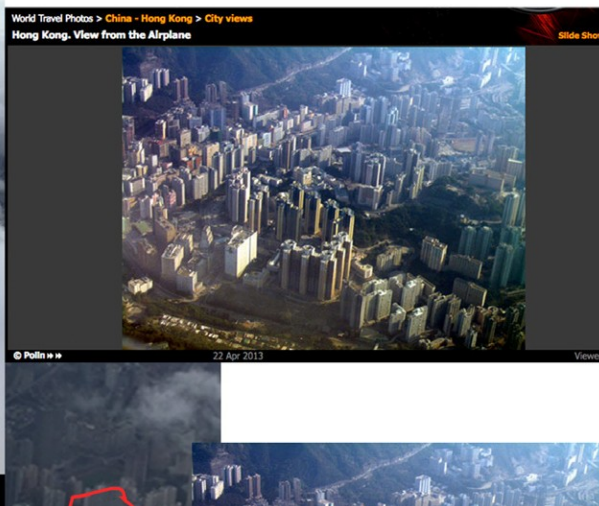 World Travel Photos > China - Hong Kong > City views
Hong Kong. View from the Airplane
Slide Sho
© Polin
22 Apr 2013
Viewe